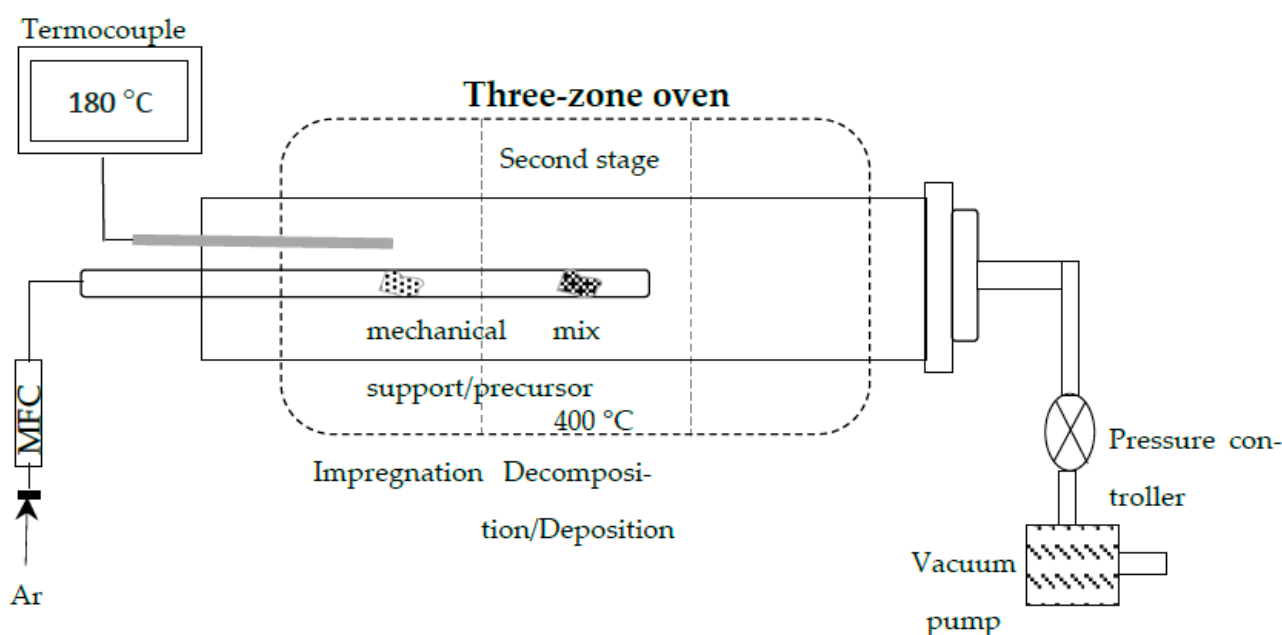 Termocouple
180 °C
Three-zone oven
Second stage
mechanical mix
support/precursor
400 °C
Impregnation Decomposi-
tion/Deposition
MFC
Ar
Pressure con-
troller
Vacuum
pump